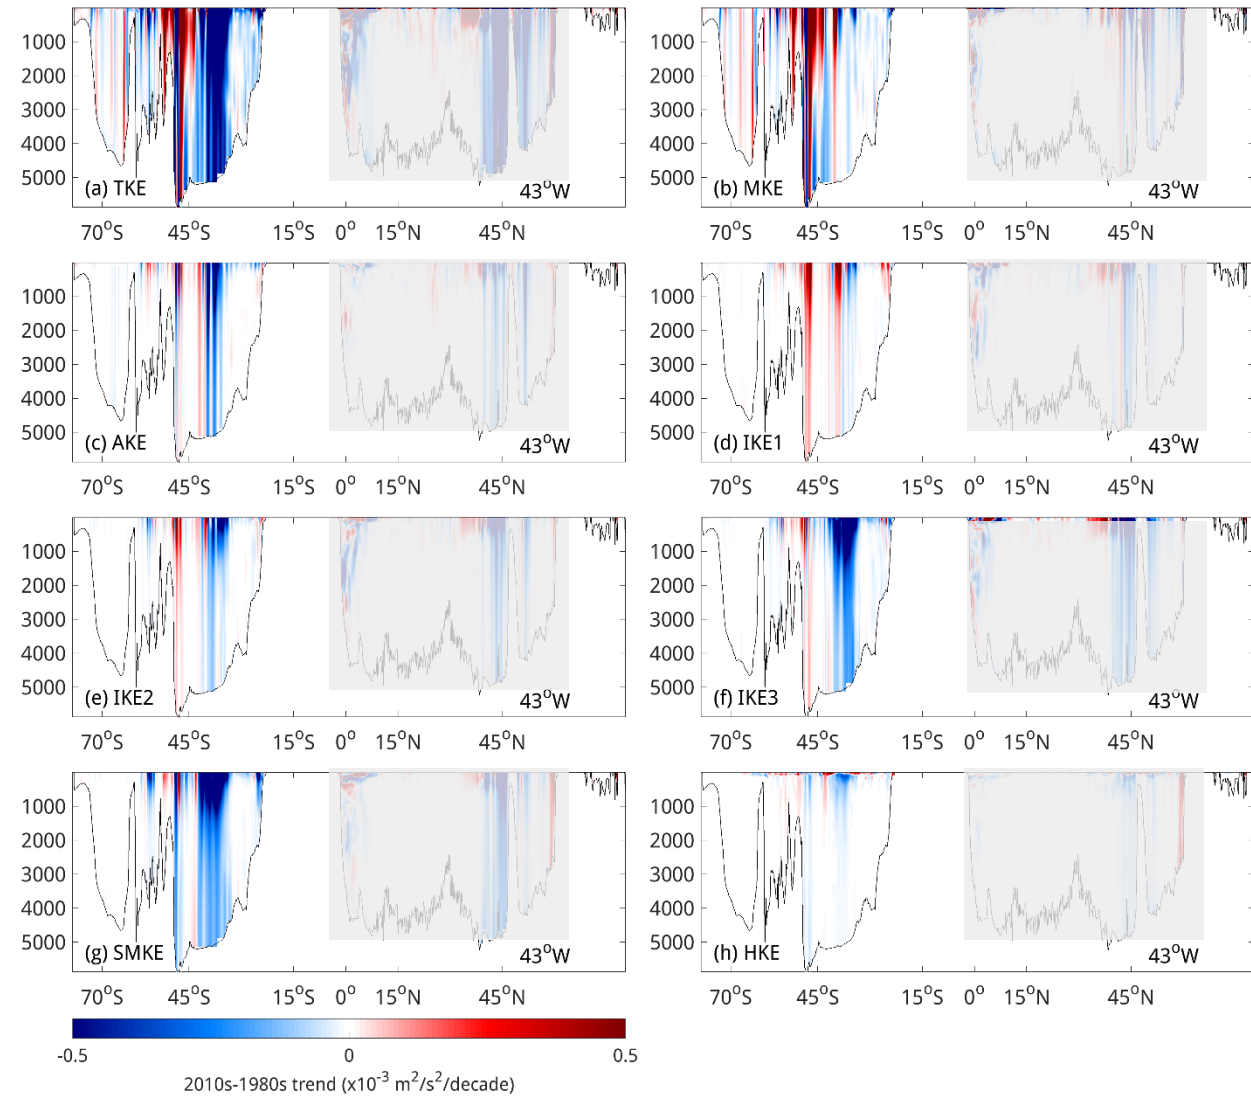 1000
2000
3000
4000
5000
(a) TKE
43°W
70°S 45°S 15°S 0° 15°N 45°N
1000
2000
3000
4000
5000
(b) MKE
43°W
70°S 45°S 15°S 0° 15°N 45°N
1000
2000
3000
4000
5000
(c) AKE
43°W
70°S 45°S 15°S 0° 15°N 45°N
1000
2000
3000
4000
5000
(d) IKE1
43°W
70°S 45°S 15°S 0° 15°N 45°N
1000
2000
3000
4000
5000
(e) IKE2
43°W
70°S 45°S 15°S 0° 15°N 45°N
1000
2000
3000
4000
5000
(f) IKE3
43°W
70°S 45°S 15°S 0° 15°N 45°N
1000
2000
3000
4000
5000
(g) SMKE
43°W
70°S 45°S 15°S 0° 15°N 45°N
1000
2000
3000
4000
5000
(h) HKE
43°W
70°S 45°S 15°S 0° 15°N 45°N
-0.5 0 0.5
2010s-1980s trend (x10⁻³ m²/s²/decade)